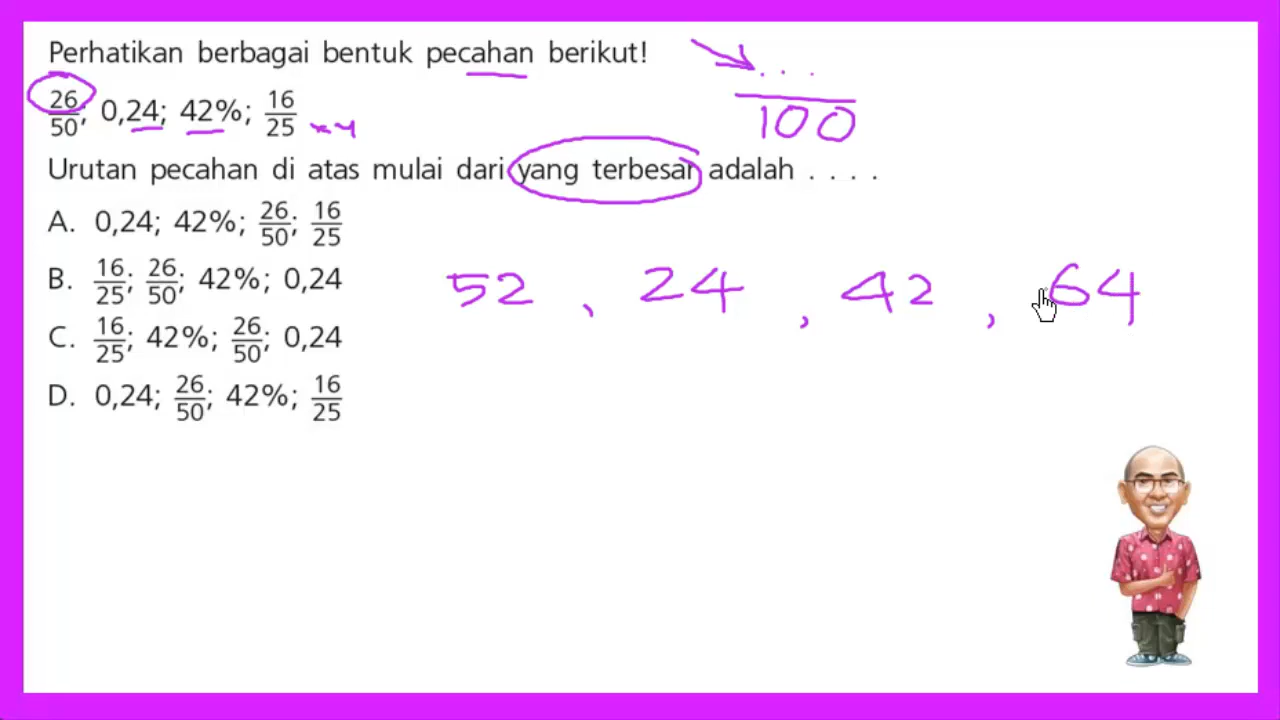 Perhatikan berbagai bentuk pecahan berikut!
...
26/50; 0,24; 42%; 16/25 ×4
100
Urutan pecahan di atas mulai dari yang terbesar adalah . . . .
A. 0,24; 42%; 26/50; 16/25
B. 16/25; 26/50; 42%; 0,24
52 , 24 , 42 , 64
C. 16/25; 42%; 26/50; 0,24
D. 0,24; 26/50; 42%; 16/25